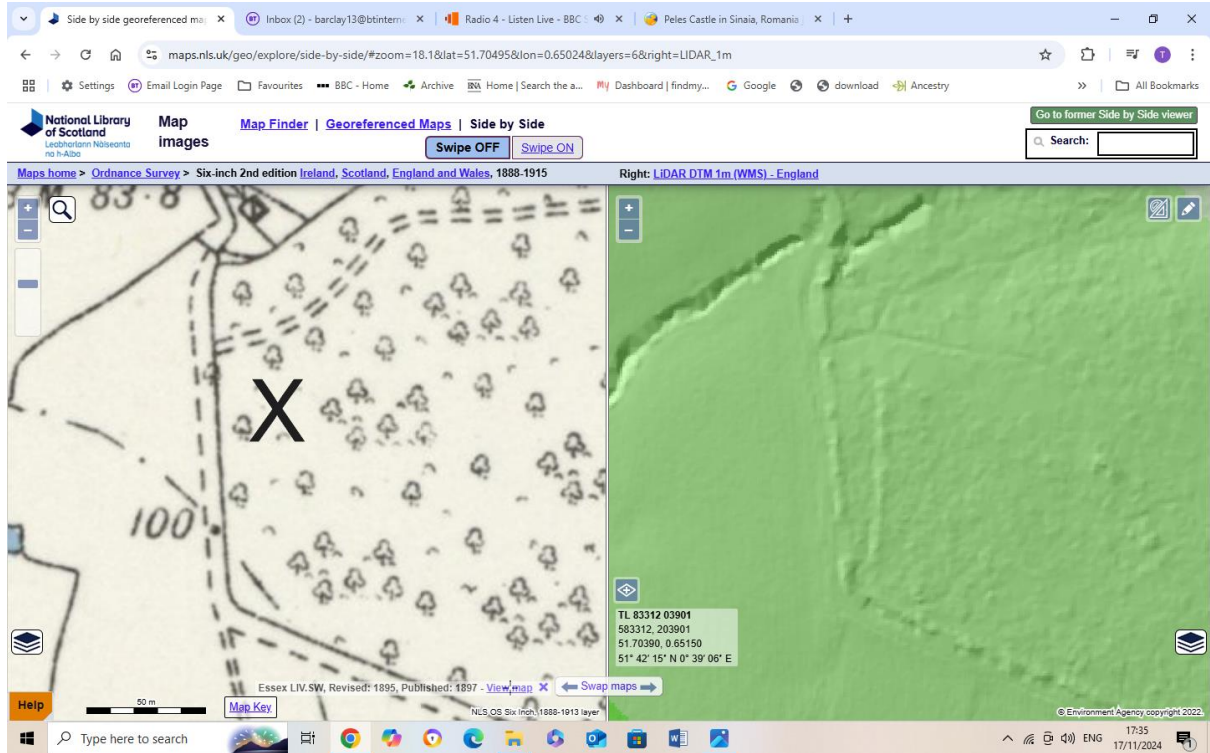 Side by side georeferenced ma
Inbox (2) - barclay13@btintern
Radio 4 - Listen Live - BBC S
Peles Castle in Sinaia, Romania
maps.nls.uk/geo/explore/side-by-side/#zoom=18.1&lat=51.70495&lon=0.65024&layers=6&right=LIDAR_1m
T
Settings
Email Login Page
Favourites
BBC - Home
Archive
Home | Search the a...
Dashboard | findmy...
Google
download
Ancestry
»
All Bookmarks
National Library
of Scotland
Leabharlann Nàiseanta
na h-Alba
Map
images
Map Finder | Georeferenced Maps | Side by Side
Swipe OFF
Swipe ON
Go to former Side by Side viewer
Search:
Maps home > Ordnance Survey > Six-inch 2nd edition Ireland, Scotland, England and Wales, 1888-1915
Right: LiDAR DTM 1m (WMS) - England
83·8
X
100
TL 83312 03901
583312, 203901
51.70390, 0.65150
51° 42' 15" N 0° 39' 06" E
Essex LIV.SW, Revised: 1895, Published: 1897 - View map X
Swap maps
Help
50 m
Map Key
NLS OS Six Inch, 1888-1913 layer
© Environment Agency copyright 2022.
Type here to search
ENG
17:35
17/11/2024